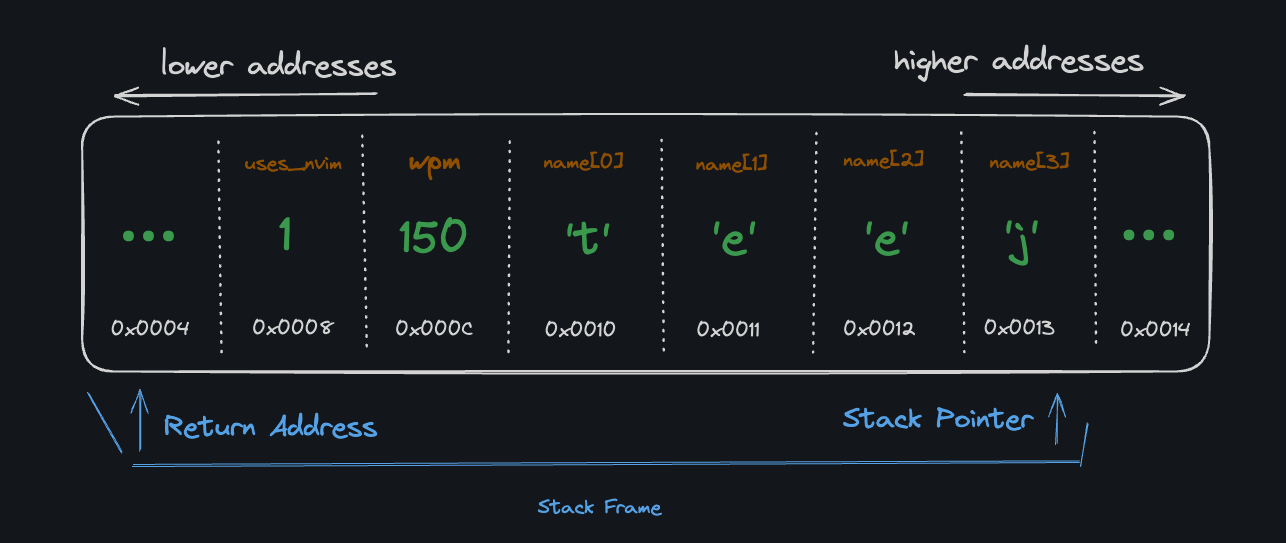 lower addresses
higher addresses
uses_nvim wpm name[0] name[1] name[2] name[3]
... 1 150 't' 'e' 'e' 'j' ...
0x0004 0x0008 0x000C 0x0010 0x0011 0x0012 0x0013 0x0014
Return Address
Stack Pointer
Stack Frame